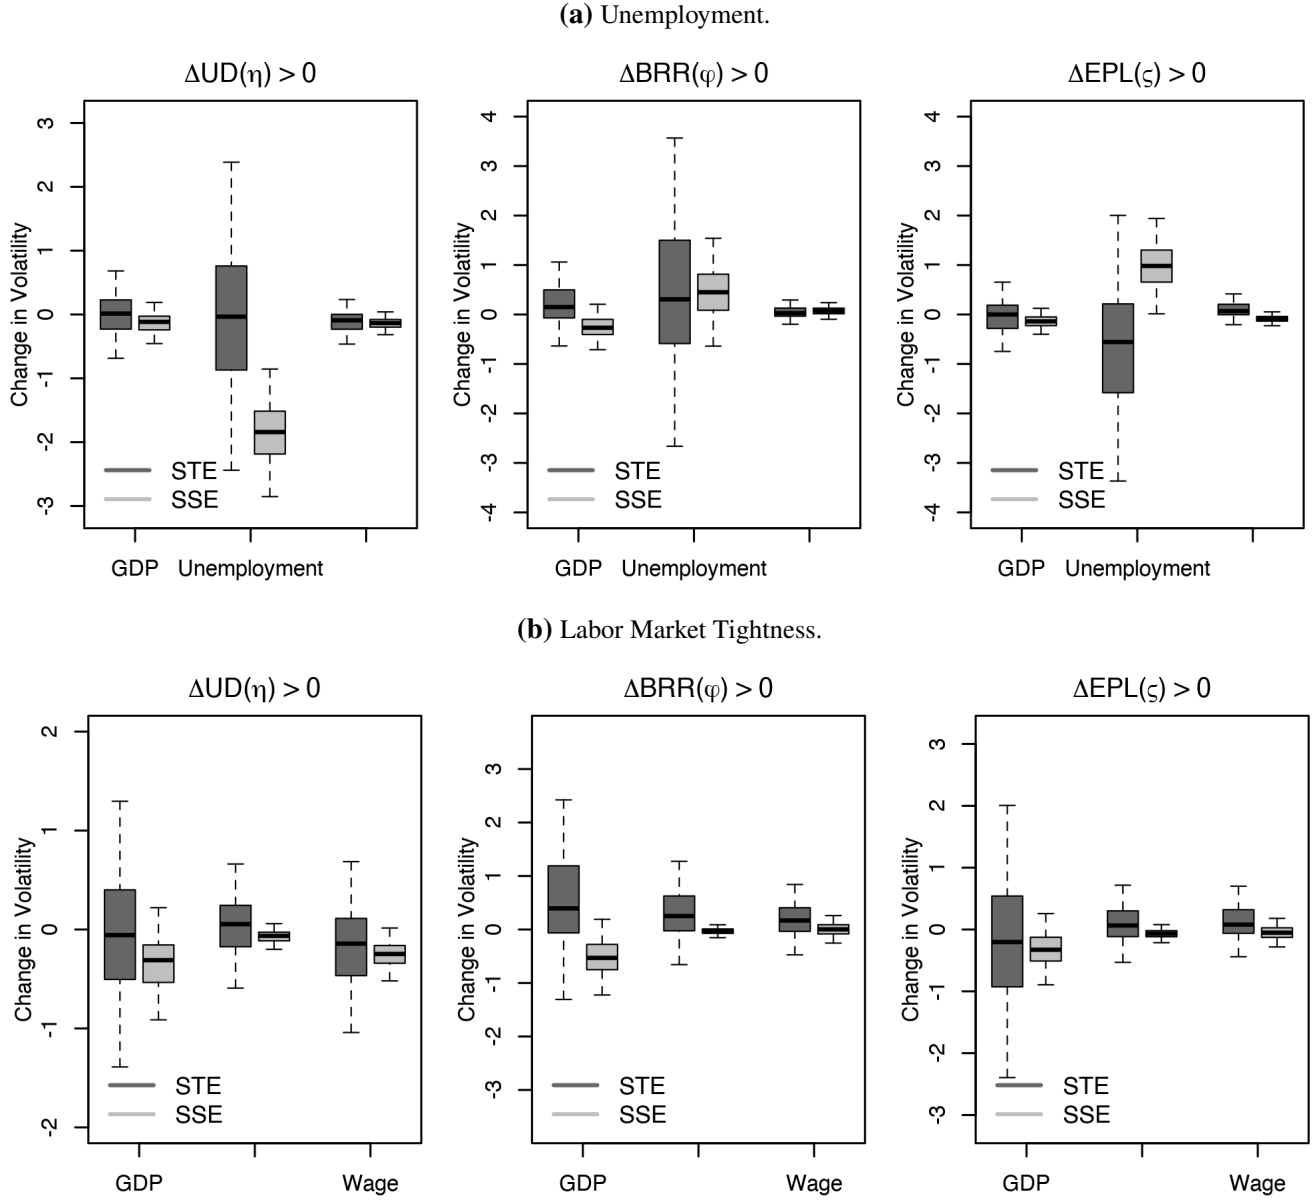 (a) Unemployment.
ΔUD(η) > 0 ΔBRR(φ) > 0 ΔEPL(ς) > 0
Change in Volatility Change in Volatility Change in Volatility
3 4 4
2 3 3
1 2 2
0 1 1
-1 0 0
-2 -1 -1
-3 -2 -2
-3 -3
-4 -4
STE STE STE
SSE SSE SSE
GDP Unemployment GDP Unemployment GDP Unemployment
(b) Labor Market Tightness.
ΔUD(η) > 0 ΔBRR(φ) > 0 ΔEPL(ς) > 0
Change in Volatility Change in Volatility Change in Volatility
2 3 3
1 2 2
0 1 1
-1 0 0
-2 -1 -1
-2 -2
-3 -3
STE STE STE
SSE SSE SSE
GDP Wage GDP Wage GDP Wage